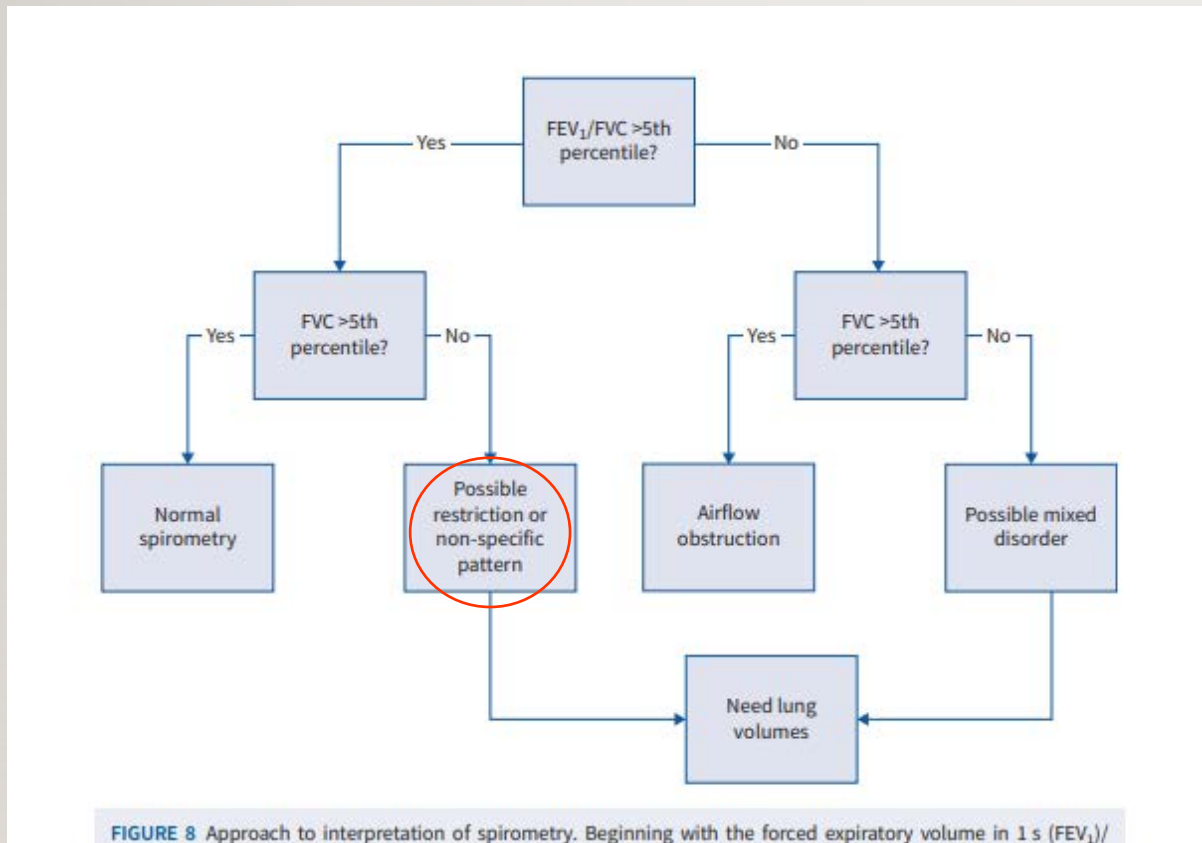 FEV₁/FVC >5th
percentile?
Yes
No
FVC >5th
percentile?
Yes
No
FVC >5th
percentile?
Yes
No
Normal
spirometry
Possible
restriction or
non-specific
pattern
Airflow
obstruction
Possible mixed
disorder
Need lung
volumes
FIGURE 8 Approach to interpretation of spirometry. Beginning with the forced expiratory volume in 1 s (FEV₁)/